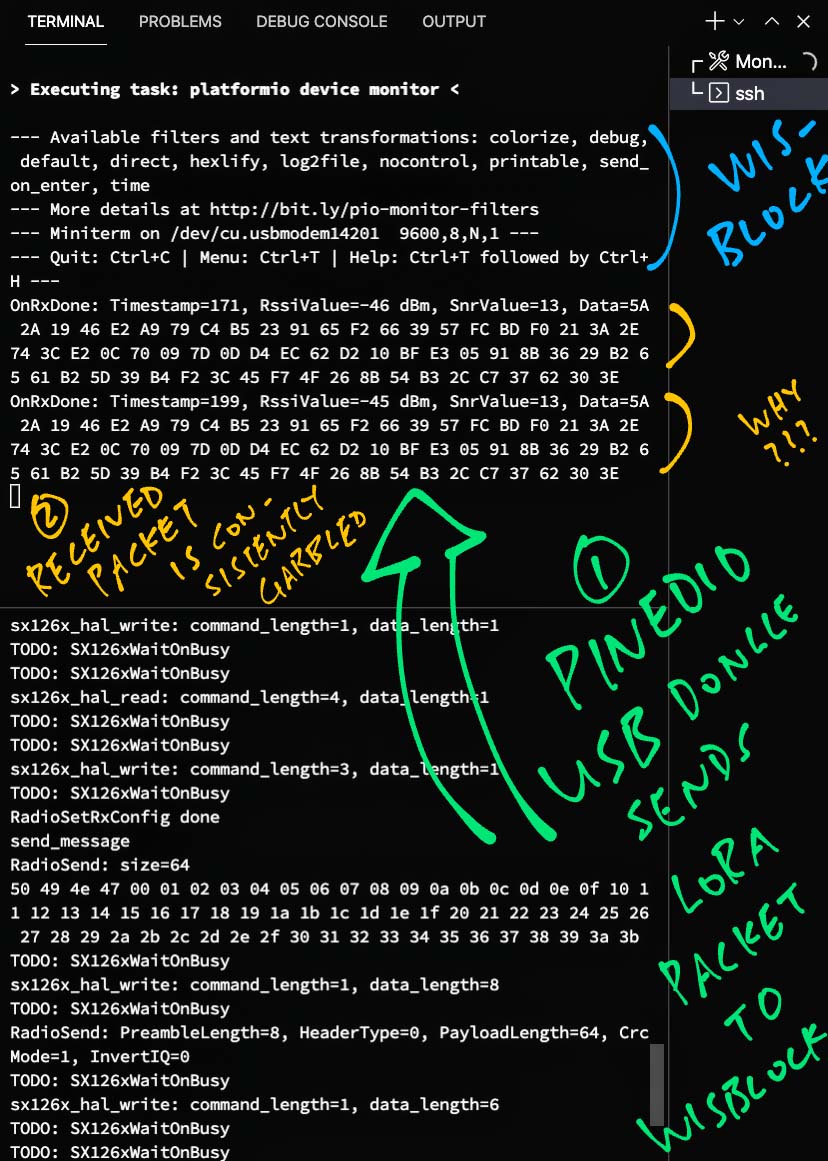 TERMINAL PROBLEMS DEBUG CONSOLE OUTPUT
Mon...
ssh
> Executing task: platformio device monitor <
--- Available filters and text transformations: colorize, debug,
default, direct, hexlify, log2file, nocontrol, printable, send_
on_enter, time
--- More details at http://bit.ly/pio-monitor-filters
--- Miniterm on /dev/cu.usbmodem14201  9600,8,N,1 ---
--- Quit: Ctrl+C | Menu: Ctrl+T | Help: Ctrl+T followed by Ctrl+
H ---
OnRxDone: Timestamp=171, RssiValue=-46 dBm, SnrValue=13, Data=5A
2A 19 46 E2 A9 79 C4 B5 23 91 65 F2 66 39 57 FC BD F0 21 3A 2E
74 3C E2 0C 70 09 7D 0D D4 EC 62 D2 10 BF E3 05 91 8B 36 29 B2 6
5 61 B2 5D 39 B4 F2 3C 45 F7 4F 26 8B 54 B3 2C C7 37 62 30 3E
OnRxDone: Timestamp=199, RssiValue=-45 dBm, SnrValue=13, Data=5A
2A 19 46 E2 A9 79 C4 B5 23 91 65 F2 66 39 57 FC BD F0 21 3A 2E
74 3C E2 0C 70 09 7D 0D D4 EC 62 D2 10 BF E3 05 91 8B 36 29 B2 6
5 61 B2 5D 39 B4 F2 3C 45 F7 4F 26 8B 54 B3 2C C7 37 62 30 3E
WIS-
BLOCK
WHY
???
2
RECEIVED
PACKET
IS CON-
SISTENTLY
GARBLED
1
PINEDIO
USB DONGLE
SENDS
LORA
PACKET
TO
WISBLOCK
sx126x_hal_write: command_length=1, data_length=1
TODO: SX126xWaitOnBusy
TODO: SX126xWaitOnBusy
sx126x_hal_read: command_length=4, data_length=1
TODO: SX126xWaitOnBusy
TODO: SX126xWaitOnBusy
sx126x_hal_write: command_length=3, data_length=1
TODO: SX126xWaitOnBusy
RadioSetRxConfig done
send_message
RadioSend: size=64
50 49 4e 47 00 01 02 03 04 05 06 07 08 09 0a 0b 0c 0d 0e 0f 10 1
1 12 13 14 15 16 17 18 19 1a 1b 1c 1d 1e 1f 20 21 22 23 24 25 26
27 28 29 2a 2b 2c 2d 2e 2f 30 31 32 33 34 35 36 37 38 39 3a 3b
TODO: SX126xWaitOnBusy
sx126x_hal_write: command_length=1, data_length=8
TODO: SX126xWaitOnBusy
RadioSend: PreambleLength=8, HeaderType=0, PayloadLength=64, Crc
Mode=1, InvertIQ=0
TODO: SX126xWaitOnBusy
sx126x_hal_write: command_length=1, data_length=6
TODO: SX126xWaitOnBusy
TODO: SX126xWaitOnBusy